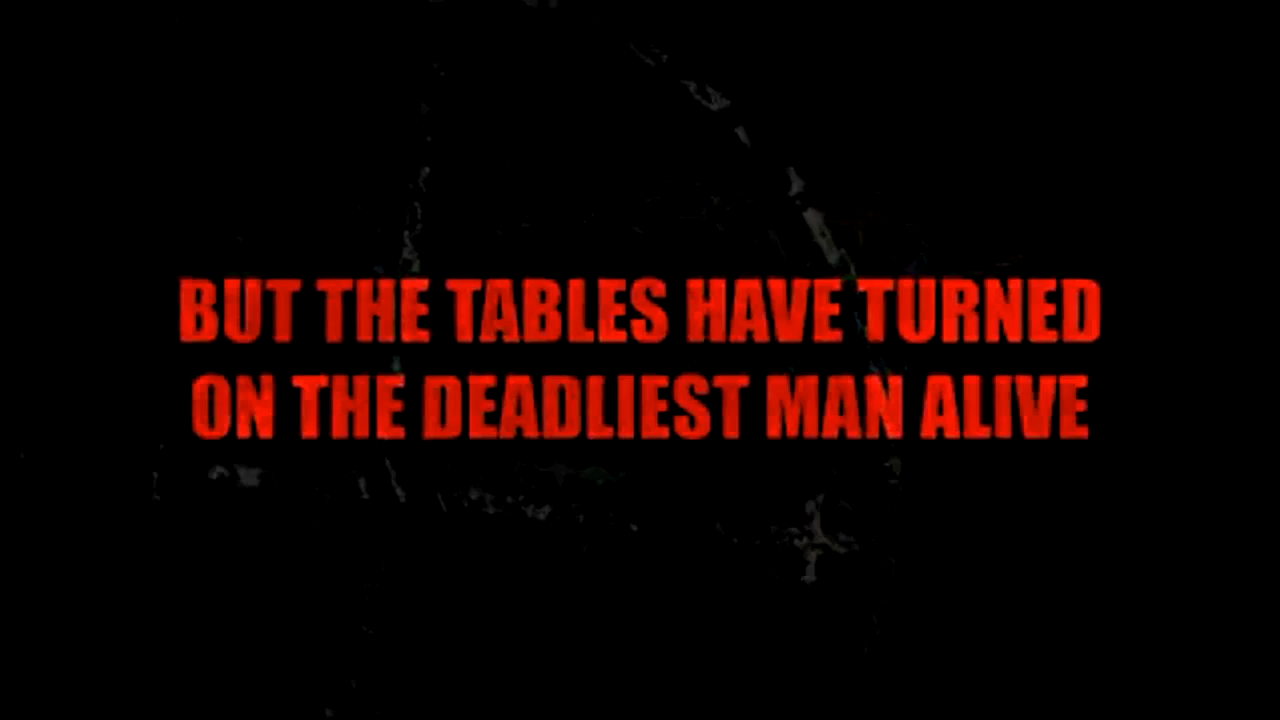 BUT THE TABLES HAVE TURNED
ON THE DEADLIEST MAN ALIVE